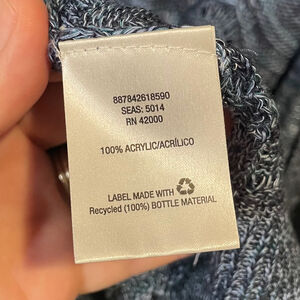 887842618590
SEAS: 5014
RN 42000
100% ACRYLIC/ACRÍLICO
LABEL MADE WITH
Recycled (100%) BOTTLE MATERIAL